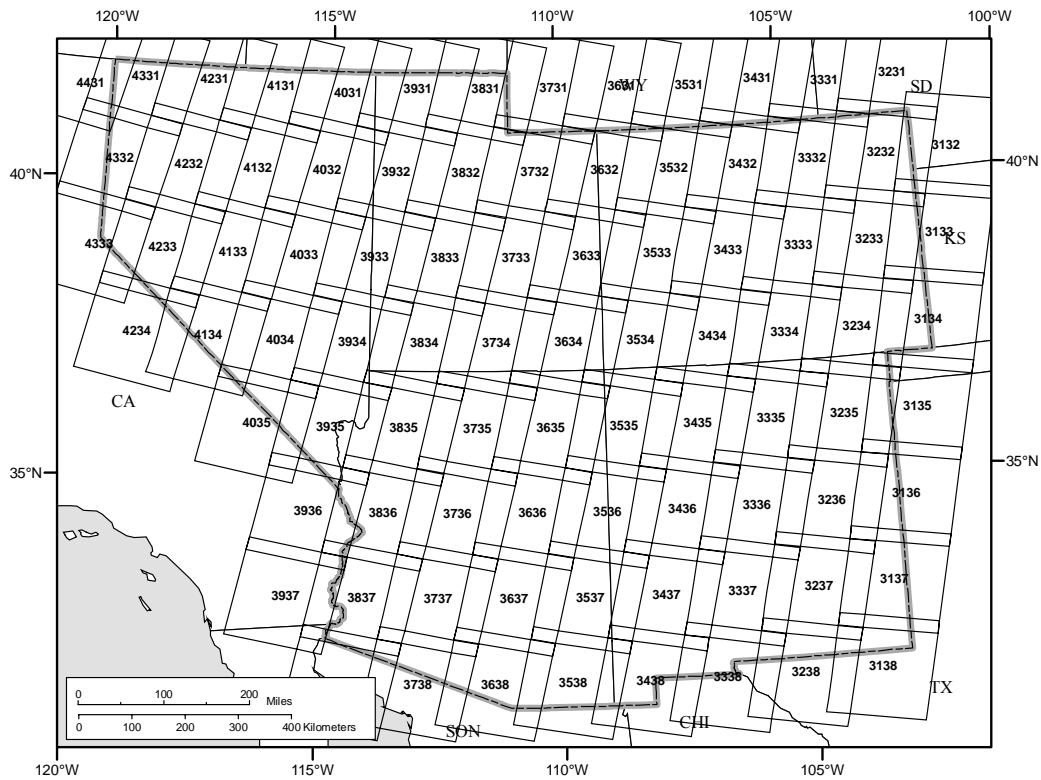 120°W 115°W 110°W 105°W 100°W
4431 4331 4231 4131 4031 3931 3831 3731 3631 WY 3531 3431 3331 3231 SD
40°N 4332 4232 4132 4032 3932 3832 3732 3632 3532 3432 3332 3232 3132 40°N
4333 4233 4133 4033 3933 3833 3733 3633 3533 3433 3333 3233 3133 KS
4234 4134 4034 3934 3834 3734 3634 3534 3434 3334 3234 3134
CA
4035 3935 3835 3735 3635 3535 3435 3335 3235 3135
35°N 35°N
3936 3836 3736 3636 3536 3436 3336 3236 3136
3937 3837 3737 3637 3537 3437 3337 3237 3137
3738 3638 3538 3438 3338 3238 3138
TX
SON CHI
0 100 200 Miles
0 100 200 300 400 Kilometers
120°W 115°W 110°W 105°W